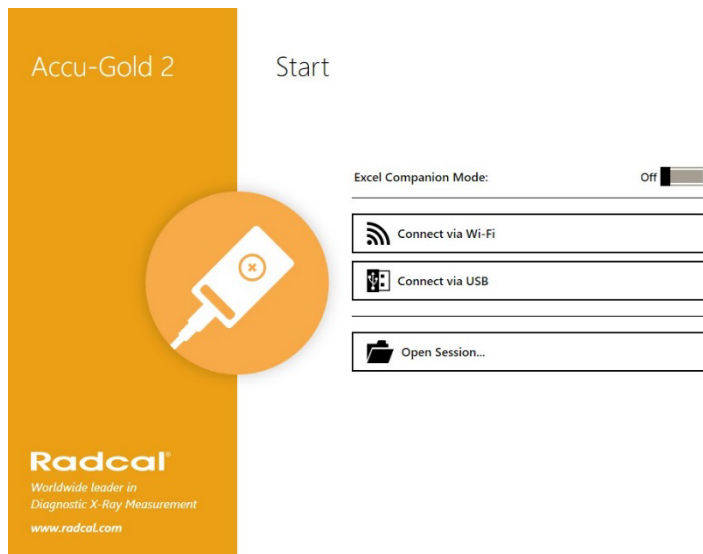 Accu-Gold 2
Start
Excel Companion Mode:
Off
Connect via Wi-Fi
Connect via USB
Open Session...
Radcal®
Worldwide leader in
Diagnostic X-Ray Measurement
www.radcal.com